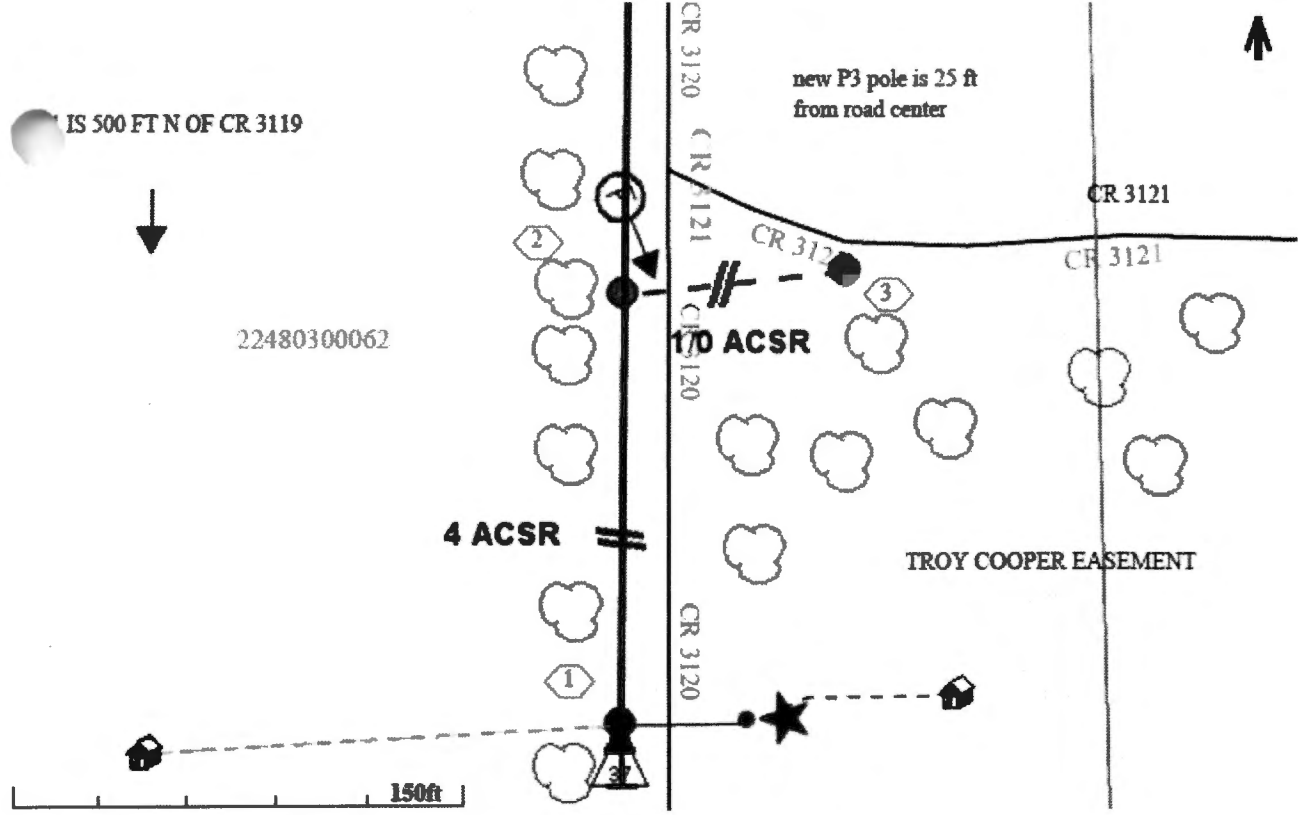 CR 3120
new P3 pole is 25 ft
from road center
IS 500 FT N OF CR 3119
CR 3121
CR 3121
CR 3121
2
3
22480300062
1/0 ACSR
4 ACSR
TROY COOPER EASEMENT
CR 3120
1
37
150ft